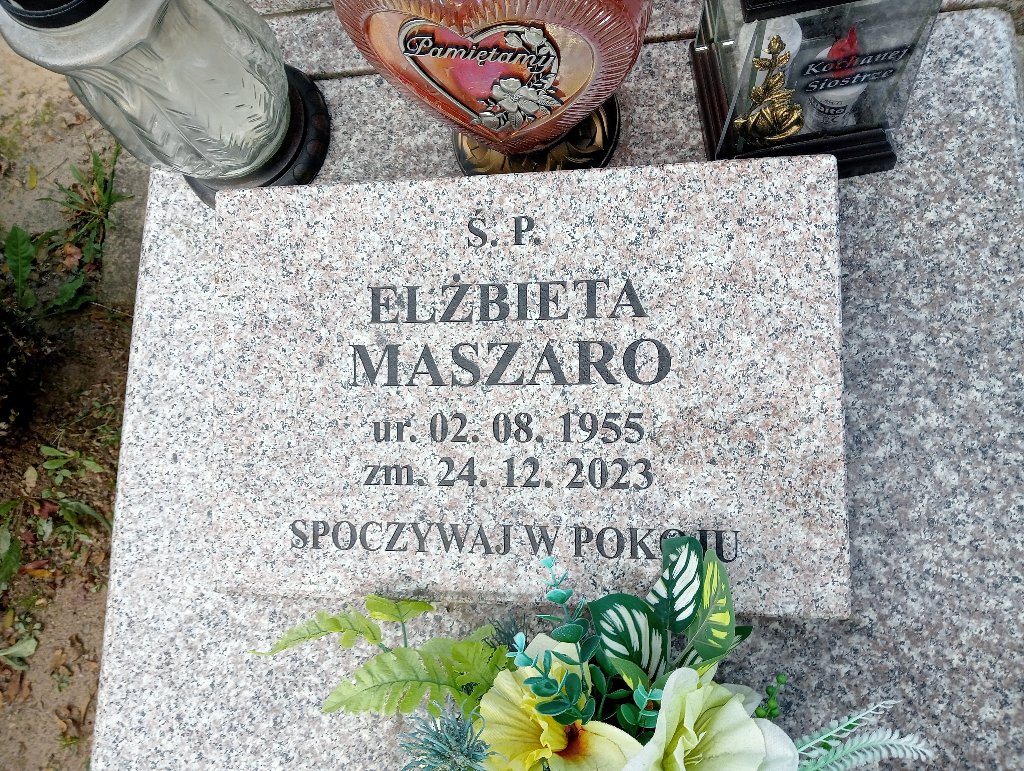 Pamiętamy
Kochanej
Siostrze
Ś. P.
ELŻBIETA
MASZARO
ur. 02. 08. 1955
zm. 24. 12. 2023
SPOCZYWAJ W POKOJU